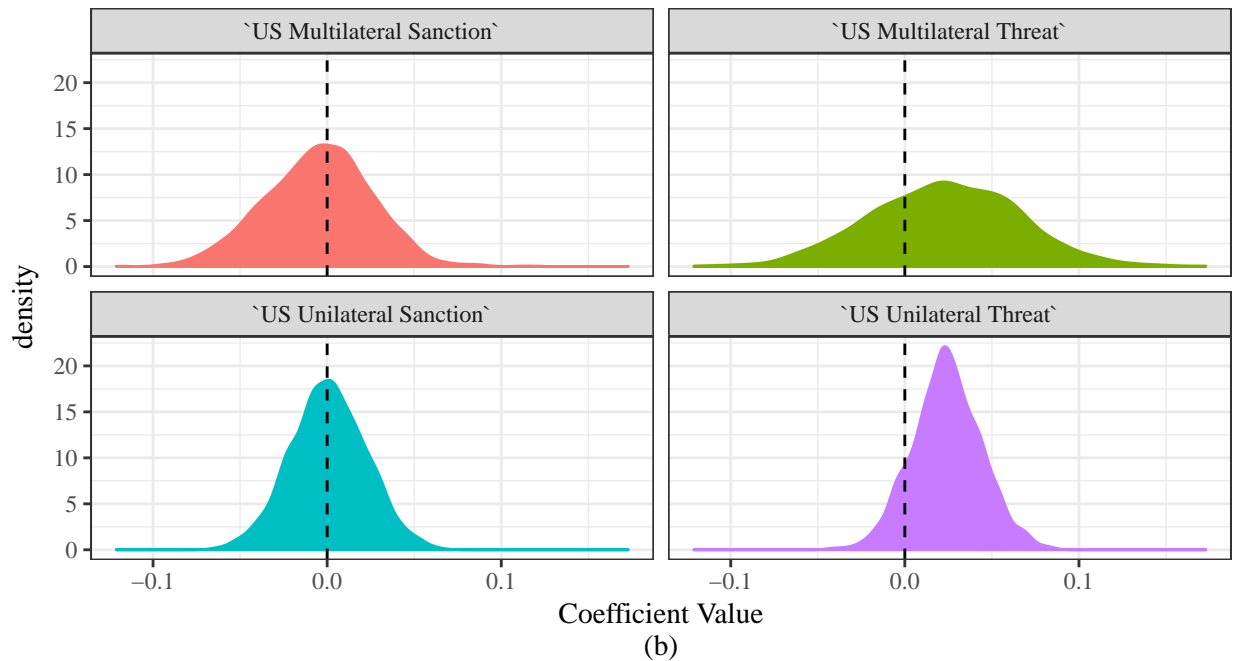 `US Multilateral Sanction` `US Multilateral Threat`
20
15
10
5
0
`US Unilateral Sanction` `US Unilateral Threat`
20
15
10
5
0
density
−0.1 0.0 0.1 −0.1 0.0 0.1
Coefficient Value
(b)